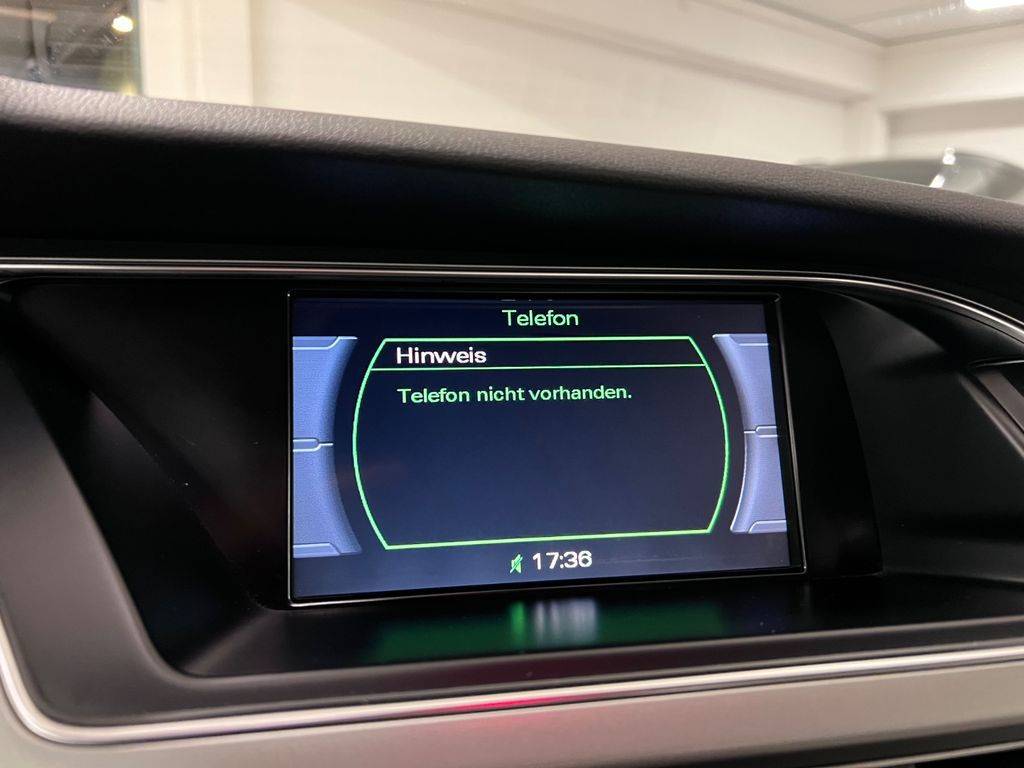 Telefon
Hinweis
Telefon nicht vorhanden.
17:36